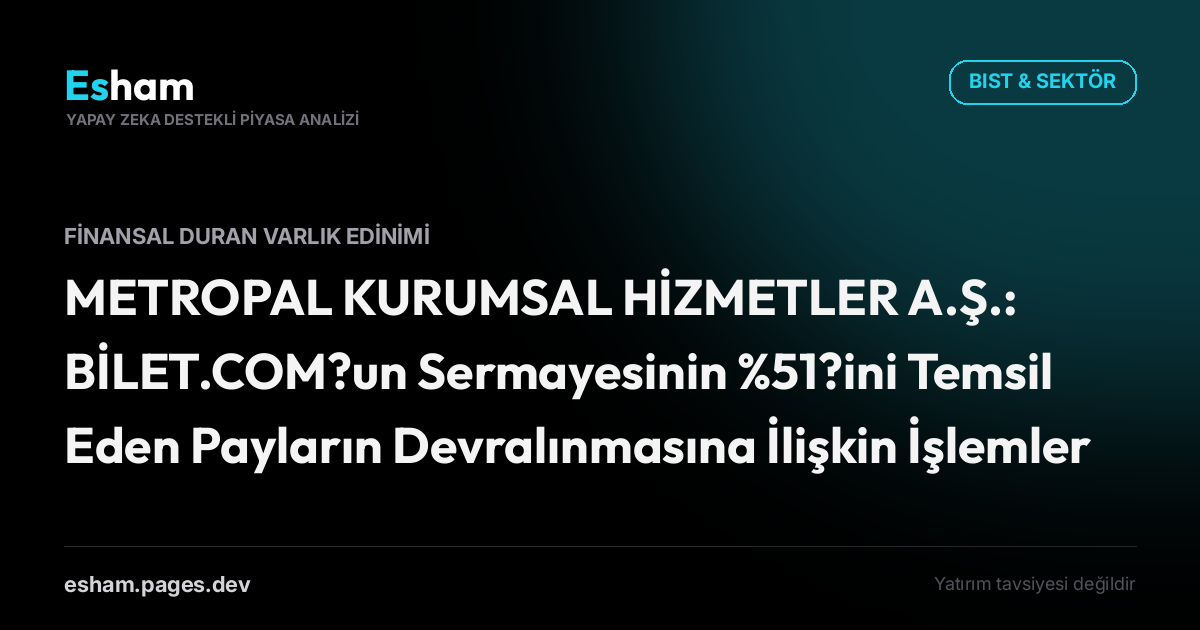 Esham
YAPAY ZEKA DESTEKLİ PİYASA ANALİZİ
BIST & SEKTÖR
FİNANSAL DURAN VARLIK EDİNİMİ
METROPAL KURUMSAL HİZMETLER A.Ş.:
BİLET.COM?un Sermayesinin %51?ini Temsil
Eden Payların Devralınmasına İlişkin İşlemler
esham.pages.dev
Yatırım tavsiyesi değildir